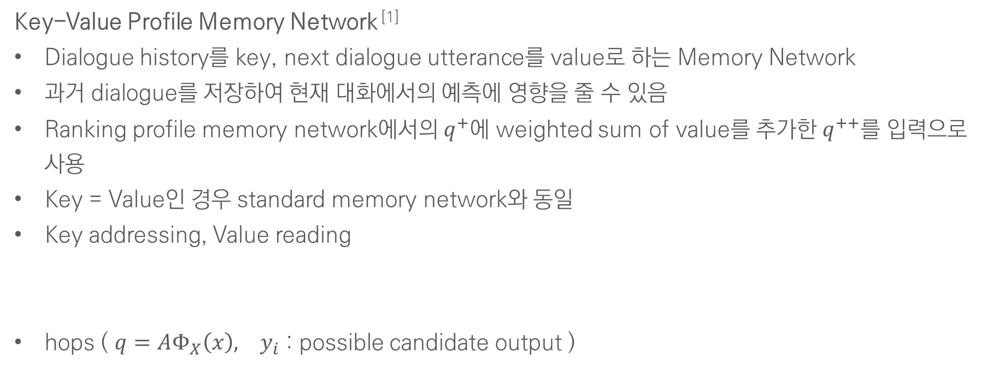 Key-Value Profile Memory Network[1]
• Dialogue history를 key, next dialogue utterance를 value로 하는 Memory Network
• 과거 dialogue를 저장하여 현재 대화에서의 예측에 영향을 줄 수 있음
• Ranking profile memory network에서의 q⁺에 weighted sum of value를 추가한 q⁺⁺를 입력으로
사용
• Key = Value인 경우 standard memory network와 동일
• Key addressing, Value reading
• hops ( q = AΦ_X(x), y_i : possible candidate output )